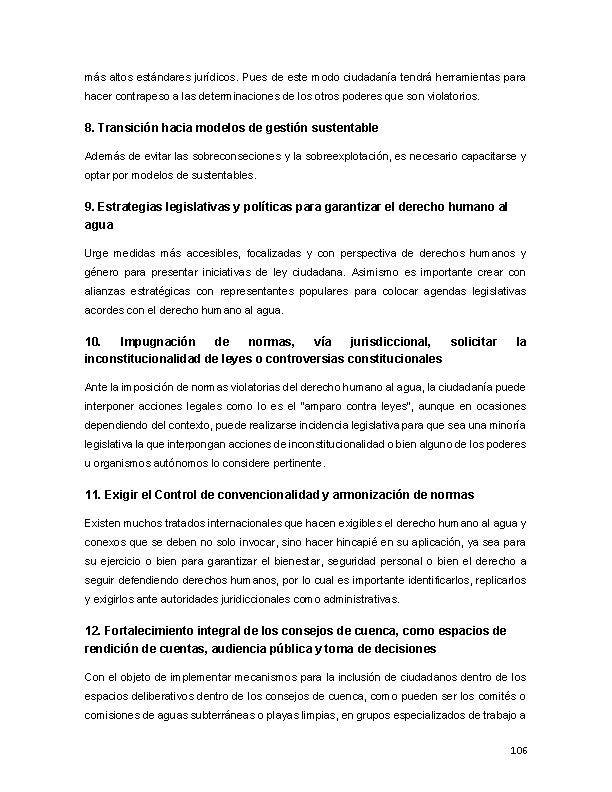 más altos estándares jurídicos. Pues de este modo ciudadanía tendrá herramientas para
hacer contrapeso a las determinaciones de los otros poderes que son violatorios.
8. Transición hacia modelos de gestión sustentable
Además de evitar las sobreconseciones y la sobreexplotación, es necesario capacitarse y
optar por modelos de sustentables.
9. Estrategias legislativas y políticas para garantizar el derecho humano al
agua
Urge medidas más accesibles, focalizadas y con perspectiva de derechos humanos y
género para presentar iniciativas de ley ciudadana. Asimismo es importante crear con
alianzas estratégicas con representantes populares para colocar agendas legislativas
acordes con el derecho humano al agua.
10. Impugnación de normas, vía jurisdiccional, solicitar la
inconstitucionalidad de leyes o controversias constitucionales
Ante la imposición de normas violatorias del derecho humano al agua, la ciudadanía puede
interponer acciones legales como lo es el "amparo contra leyes", aunque en ocasiones
dependiendo del contexto, puede realizarse incidencia legislativa para que sea una minoría
legislativa la que interpongan acciones de inconstitucionalidad o bien alguno de los poderes
u organismos autónomos lo considere pertinente.
11. Exigir el Control de convencionalidad y armonización de normas
Existen muchos tratados internacionales que hacen exigibles el derecho humano al agua y
conexos que se deben no solo invocar, sino hacer hincapié en su aplicación, ya sea para
su ejercicio o bien para garantizar el bienestar, seguridad personal o bien el derecho a
seguir defendiendo derechos humanos, por lo cual es importante identificarlos, replicarlos
y exigirlos ante autoridades juridiccionales como administrativas.
12. Fortalecimiento integral de los consejos de cuenca, como espacios de
rendición de cuentas, audiencia pública y toma de decisiones
Con el objeto de implementar mecanismos para la inclusión de ciudadanos dentro de los
espacios deliberativos dentro de los consejos de cuenca, como pueden ser los comités o
comisiones de aguas subterráneas o playas limpias, en grupos especializados de trabajo a
106